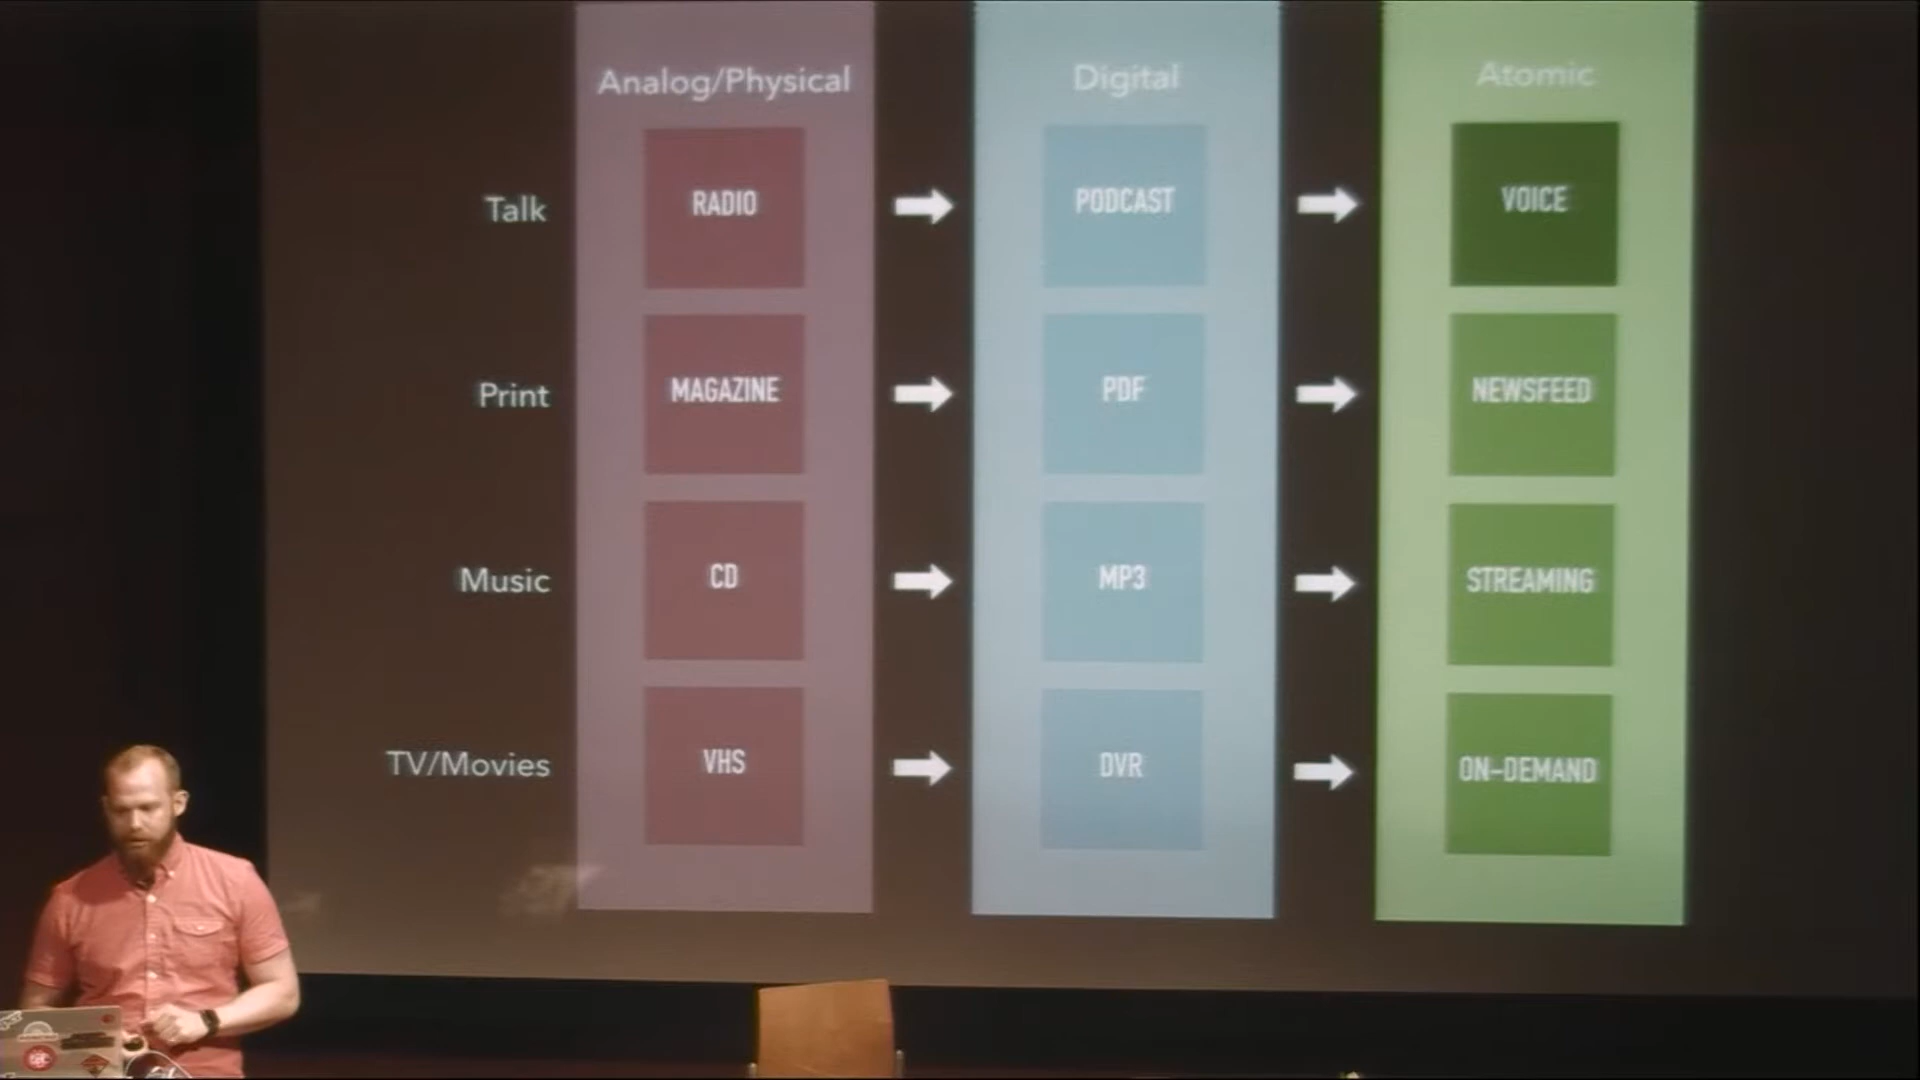 Analog/Physical Digital Atomic
Talk RADIO PODCAST VOICE
Print MAGAZINE PDF NEWSFEED
Music CD MP3 STREAMING
TV/Movies VHS DVR ON-DEMAND